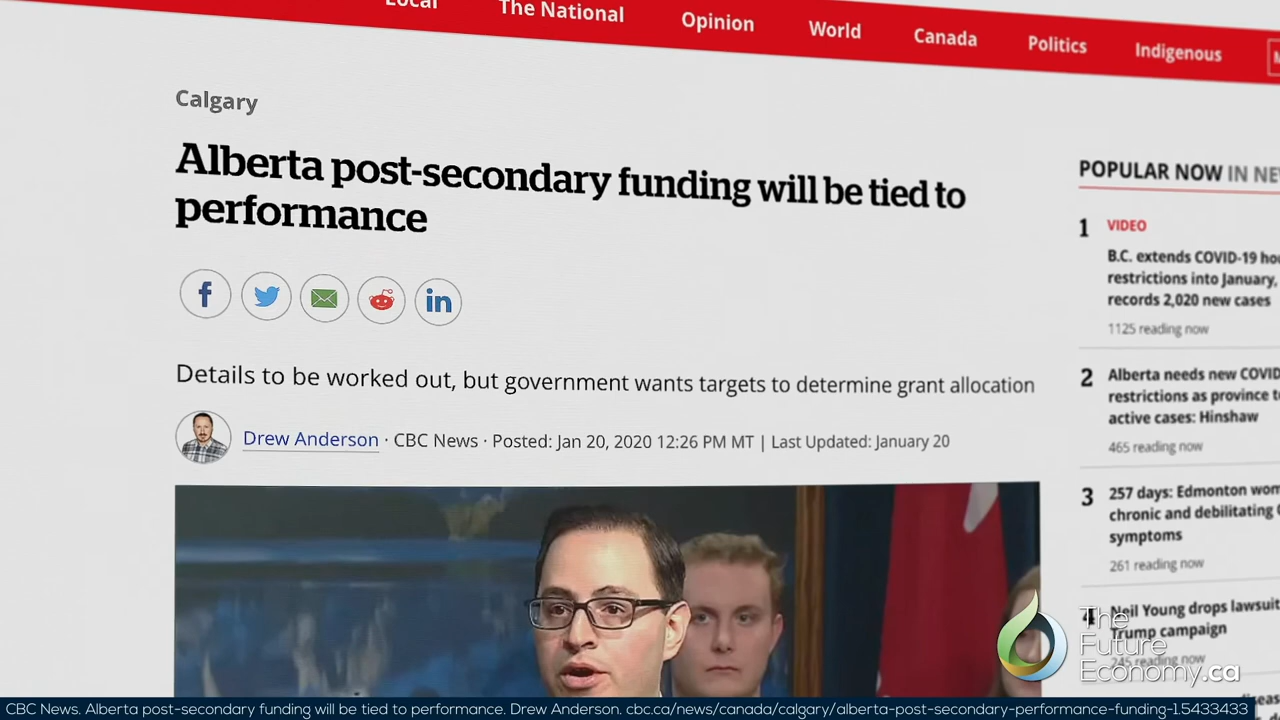 Local The National Opinion World Canada Politics Indigenous
Calgary
Alberta post-secondary funding will be tied to
performance
Details to be worked out, but government wants targets to determine grant allocation
Drew Anderson · CBC News · Posted: Jan 20, 2020 12:26 PM MT | Last Updated: January 20
POPULAR NOW IN NE
1 VIDEO
B.C. extends COVID-19
restrictions into January,
records 2,020 new cases
1125 reading now
2 Alberta needs new COVID
restrictions as province
active cases: Hinshaw
465 reading now
3 257 days: Edmonton
chronic and debilitating
symptoms
261 reading now
4 Neil Young drops lawsuit
Trump campaign
245 reading now
The
Future
Economy.ca
CBC News. Alberta post-secondary funding will be tied to performance. Drew Anderson. cbc.ca/news/canada/calgary/alberta-post-secondary-performance-funding-1.5433433